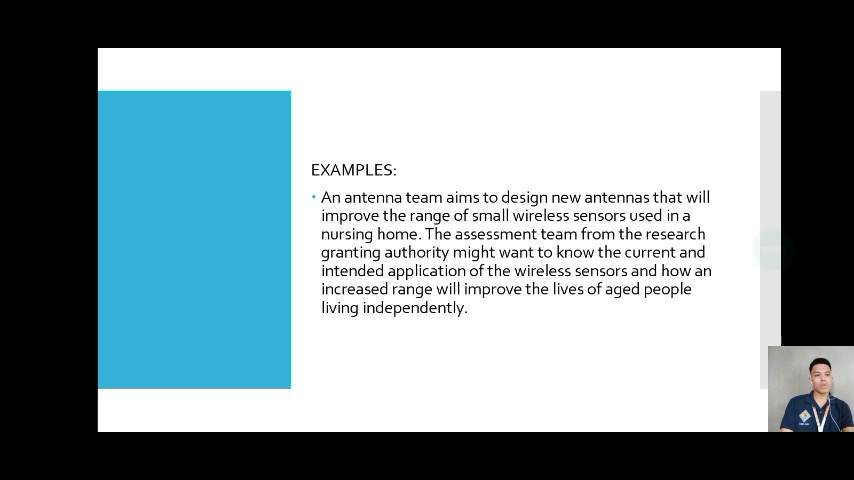 EXAMPLES:
• An antenna team aims to design new antennas that will
improve the range of small wireless sensors used in a
nursing home. The assessment team from the research
granting authority might want to know the current and
intended application of the wireless sensors and how an
increased range will improve the lives of aged people
living independently.